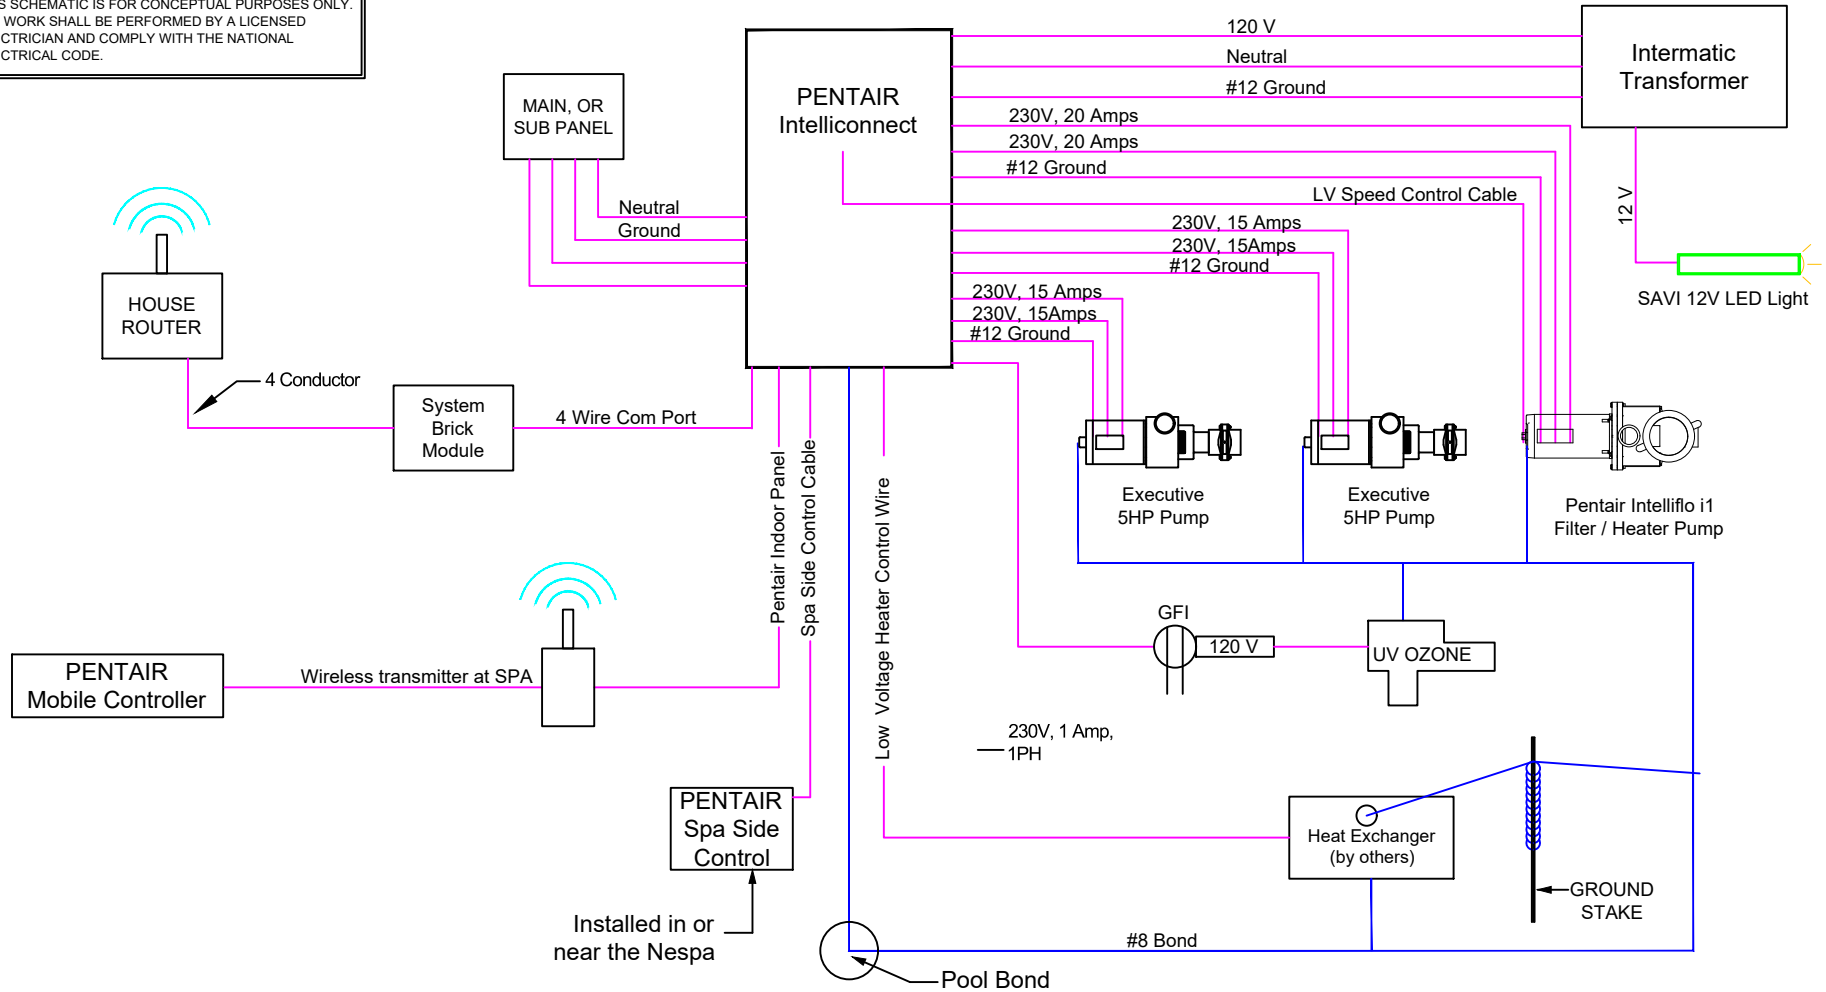 SCHEMATIC IS FOR CONCEPTUAL PURPOSES ONLY.
WORK SHALL BE PERFORMED BY A LICENSED
AND COMPLY WITH THE NATIONAL
CODE.
120 V
Neutral
#12 Ground
Intermatic
Transformer
MAIN, OR
SUB PANEL
PENTAIR
Intelliconnect
230V, 20 Amps
230V, 20 Amps
#12 Ground
LV Speed Control Cable
12 V
Neutral
Ground
230V, 15 Amps
230V, 15Amps
#12 Ground
230V, 15 Amps
230V, 15Amps
#12 Ground
SAVI 12V LED Light
HOUSE
ROUTER
4 Conductor
System
Brick
Module
4 Wire Com Port
Pentair Indoor Panel
Spa Side Control Cable
Low Voltage Heater Control Wire
Executive
5HP Pump
Executive
5HP Pump
Pentair Intelliflo i1
Filter / Heater Pump
GFI
120 V
UV OZONE
PENTAIR
Mobile Controller
Wireless transmitter at SPA
230V, 1 Amp,
1PH
PENTAIR
Spa Side
Control
Heat Exchanger
(by others)
GROUND
STAKE
Installed in or
near the Nespa
#8 Bond
Pool Bond